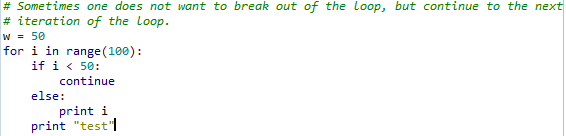 # Sometimes one does not want to break out of the loop, but continue to the next
# iteration of the loop.
w = 50
for i in range(100):
    if i < 50:
        continue
    else:
        print i
    print "test"